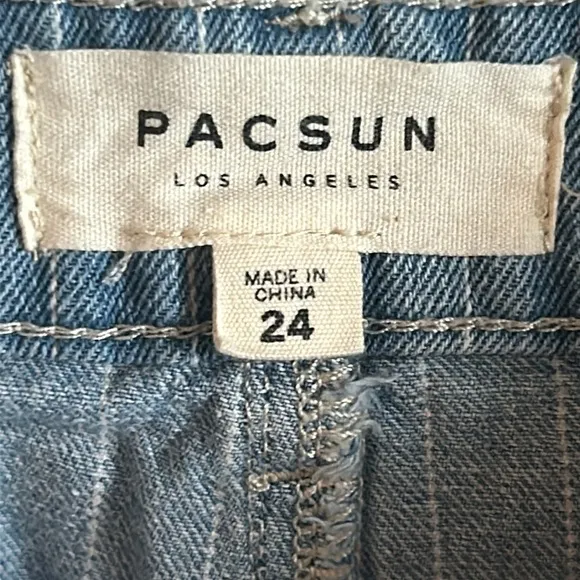 PACSUN
LOS ANGELES
MADE IN
CHINA
24